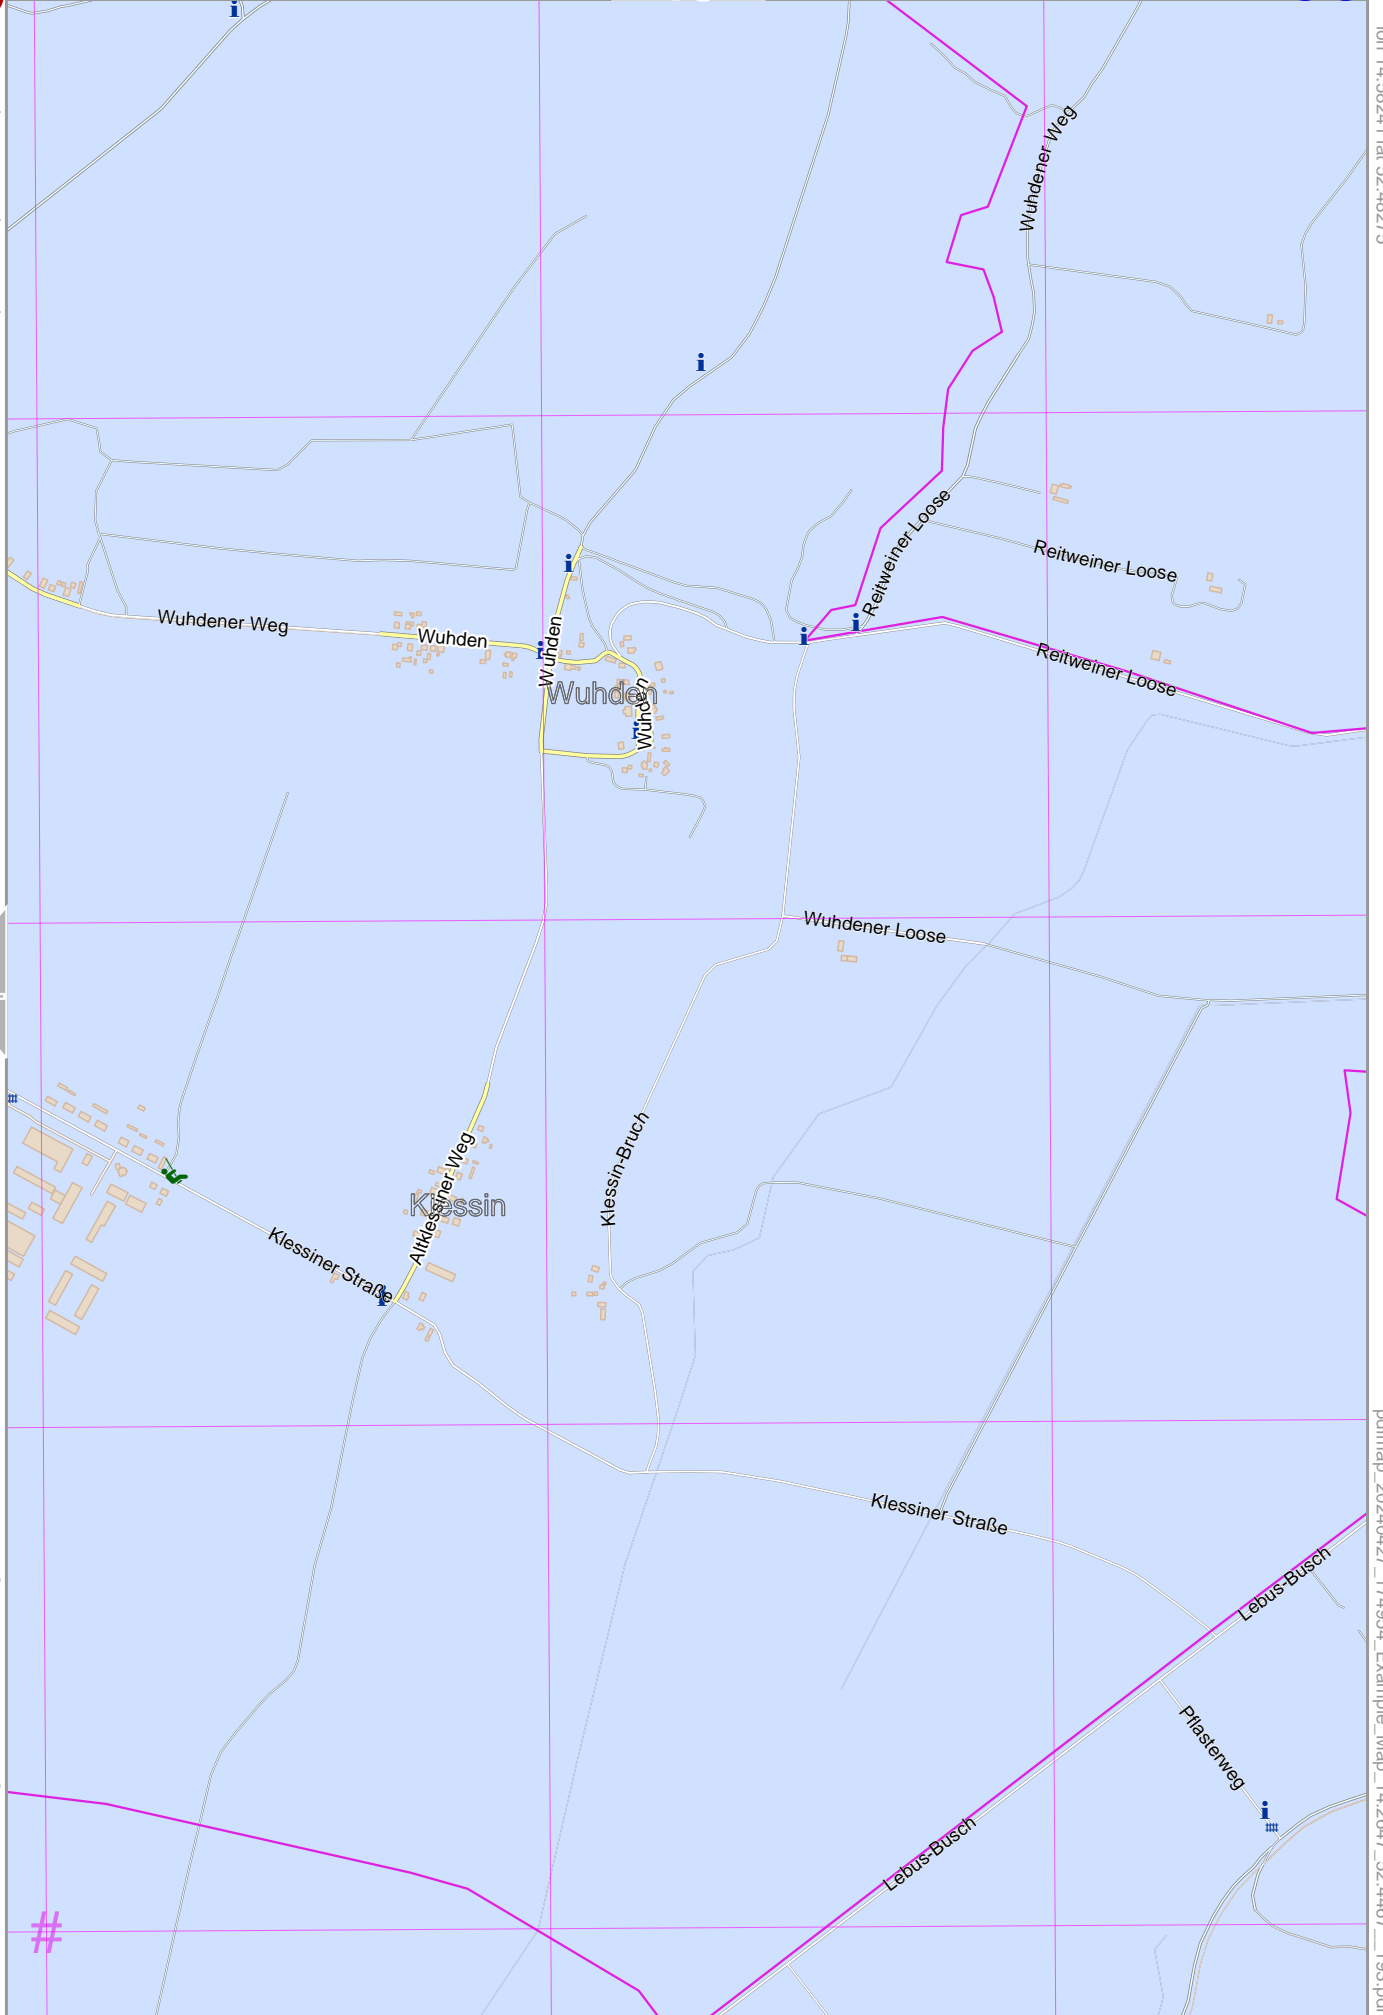 Wuhdener Weg
Reitweiner Loose
Reitweiner Loose
Wuhdener Weg
Wuhden
Wuhden
Reitweiner Loose
Wuhden
Wuhden
Wuhdener Loose
Klessin-Bruch
Altklessiner Weg
Klessin
Klessiner Straße
Klessiner Straße
Lebus-Busch
Pflasterweg
Lebus-Busch
#